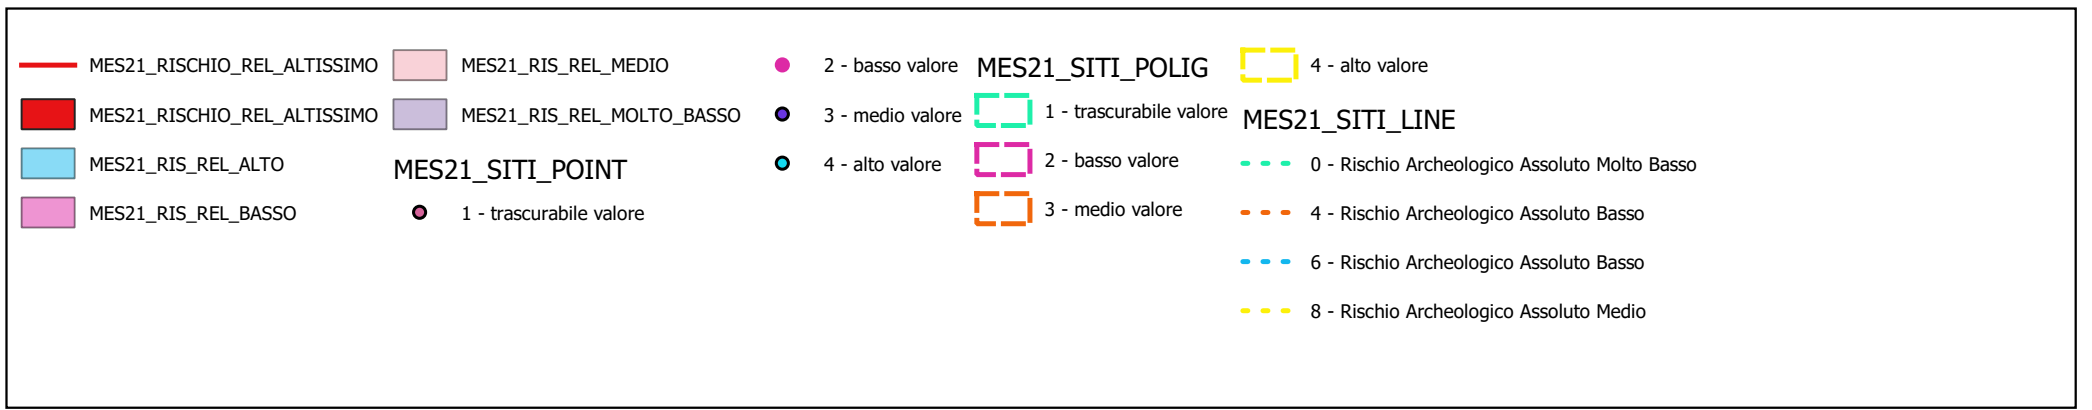 MES21_RISCHIO_REL_ALTISSIMO
MES21_RISCHIO_REL_ALTISSIMO
MES21_RIS_REL_ALTO
MES21_RIS_REL_BASSO
MES21_RIS_REL_MEDIO
MES21_RIS_REL_MOLTO_BASSO
MES21_SITI_POINT
1 - trascurabile valore
2 - basso valore
3 - medio valore
4 - alto valore
MES21_SITI_POLIG
1 - trascurabile valore
2 - basso valore
3 - medio valore
4 - alto valore
MES21_SITI_LINE
0 - Rischio Archeologico Assoluto Molto Basso
4 - Rischio Archeologico Assoluto Basso
6 - Rischio Archeologico Assoluto Basso
8 - Rischio Archeologico Assoluto Medio